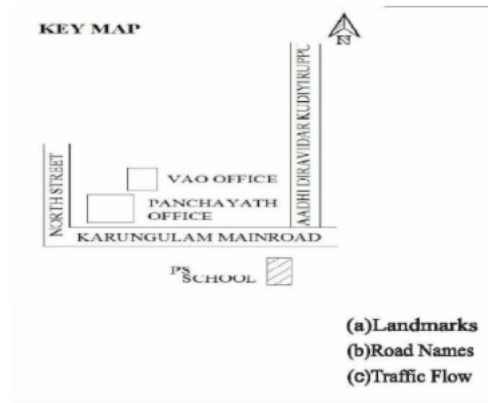 KEY MAP
N
AADHI DIRAVIDAR KUDIYIRUPPU
NORTH STREET
VAO OFFICE
PANCHAYATH
OFFICE
KARUNGULAM MAINROAD
PS
SCHOOL
(a)Landmarks
(b)Road Names
(c)Traffic Flow